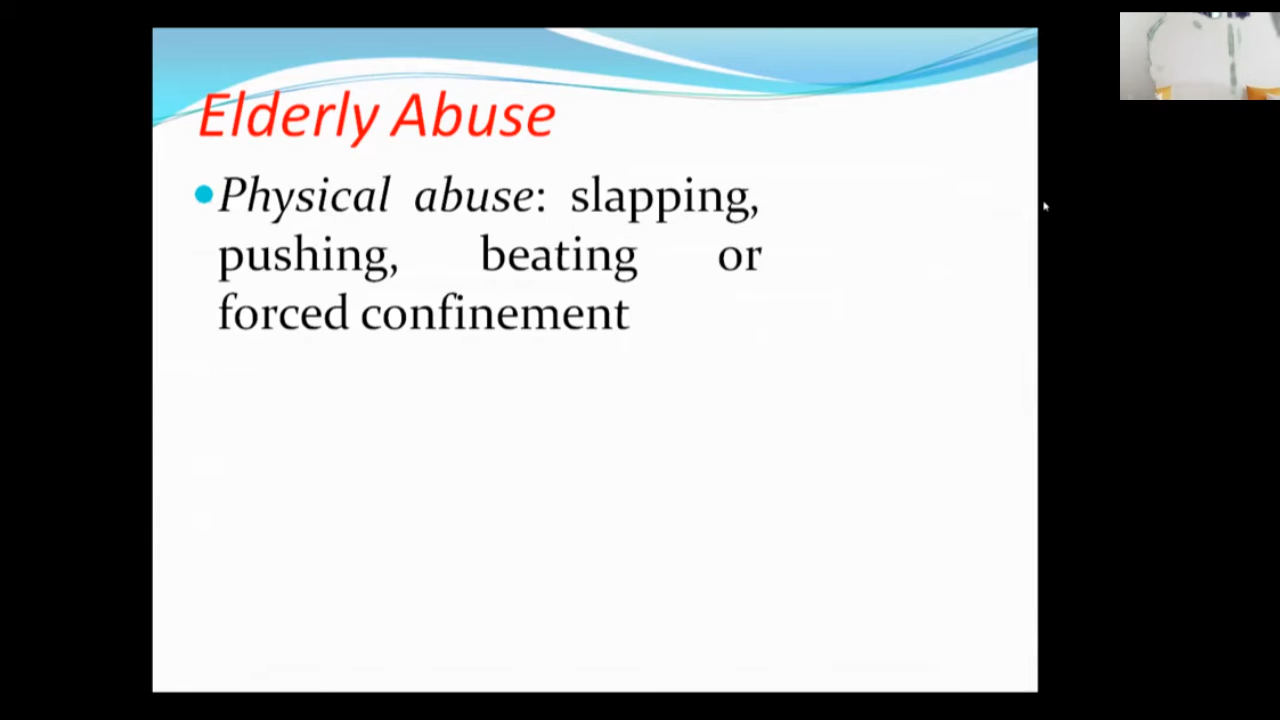 Elderly Abuse
Physical abuse: slapping,
pushing, beating or
forced confinement